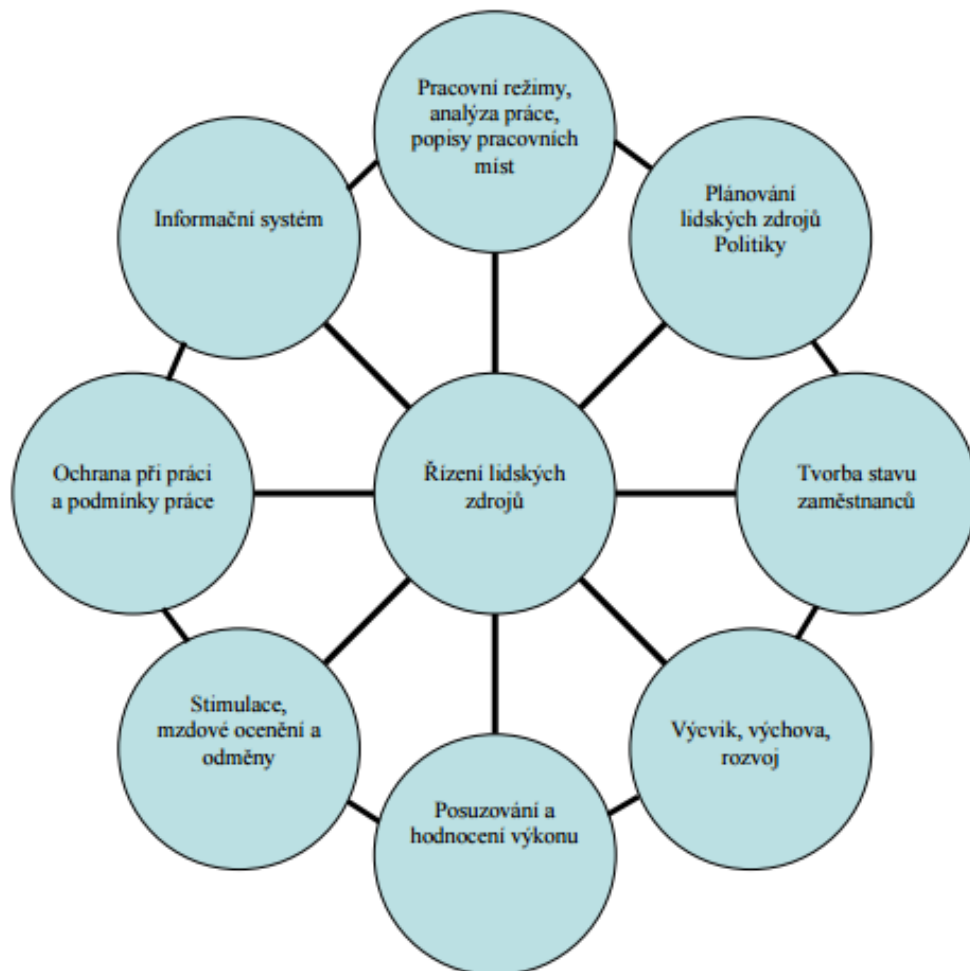 Pracovní režimy,
analýza práce,
popisy pracovních
míst
Informační systém
Plánování
lidských zdrojů
Politiky
Ochrana při práci
a podmínky práce
Řízení lidských
zdrojů
Tvorba stavu
zaměstnanců
Stimulace,
mzdové ocenění a
odměny
Výcvik, výchova,
rozvoj
Posuzování a
hodnocení výkonu